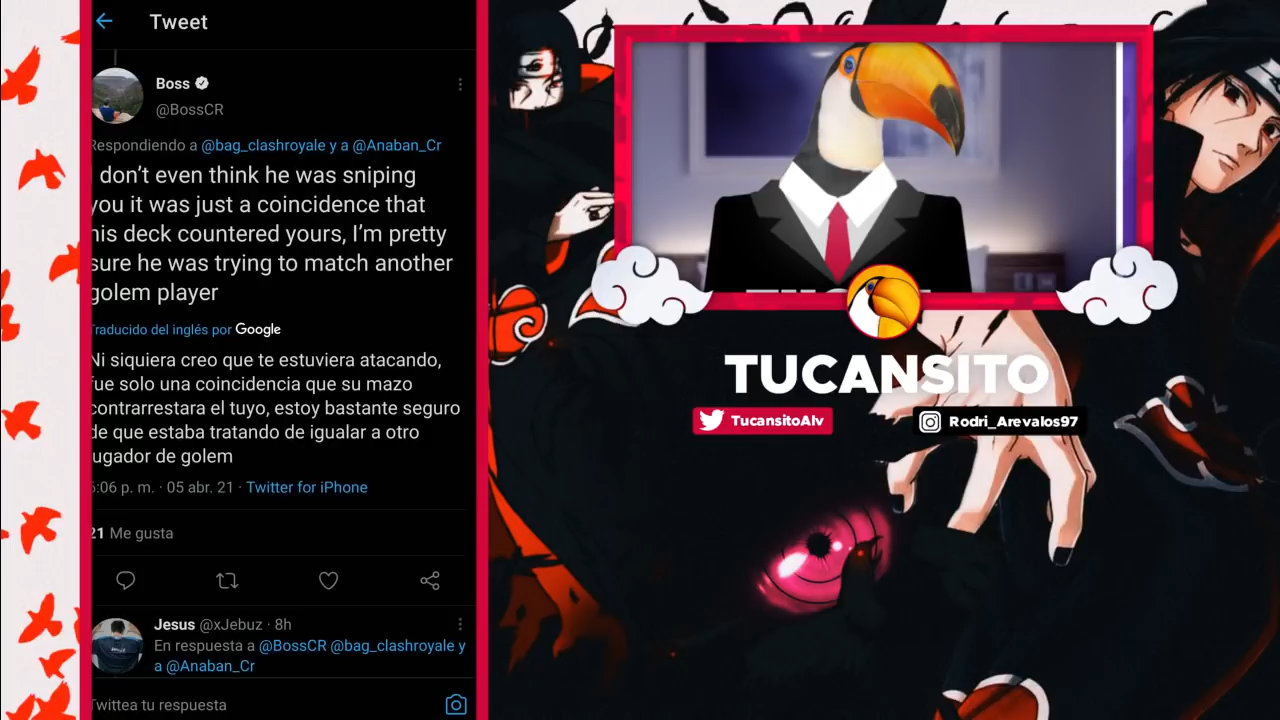 Tweet
Boss
@BossCR
Respondiendo a @bag_clashroyale y a @Anaban_Cr
don't even think he was sniping
you it was just a coincidence that
his deck countered yours, I'm pretty
sure he was trying to match another
golem player
Traducido del inglés por Google
Ni siquiera creo que te estuviera atacando,
fue solo una coincidencia que su mazo
contrarrestara el tuyo, estoy bastante seguro
de que estaba tratando de igualar a otro
jugador de golem
6:06 p. m. · 05 abr. 21 · Twitter for iPhone
21 Me gusta
Jesus @xJebuz · 8h
En respuesta a @BossCR @bag_clashroyale y
a @Anaban_Cr
Twittea tu respuesta
TUCANSITO
TucansitoAlv
Rodri_Arevalos97